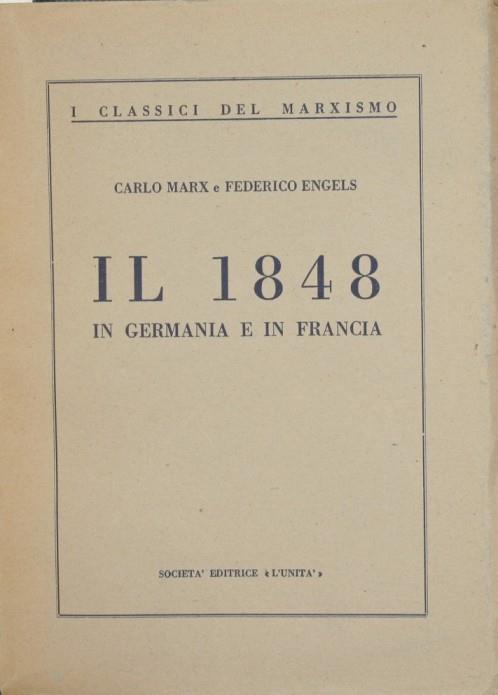 I CLASSICI DEL MARXISMO
CARLO MARX e FEDERICO ENGELS
IL 1848
IN GERMANIA E IN FRANCIA
SOCIETA' EDITRICE «L'UNITA'»